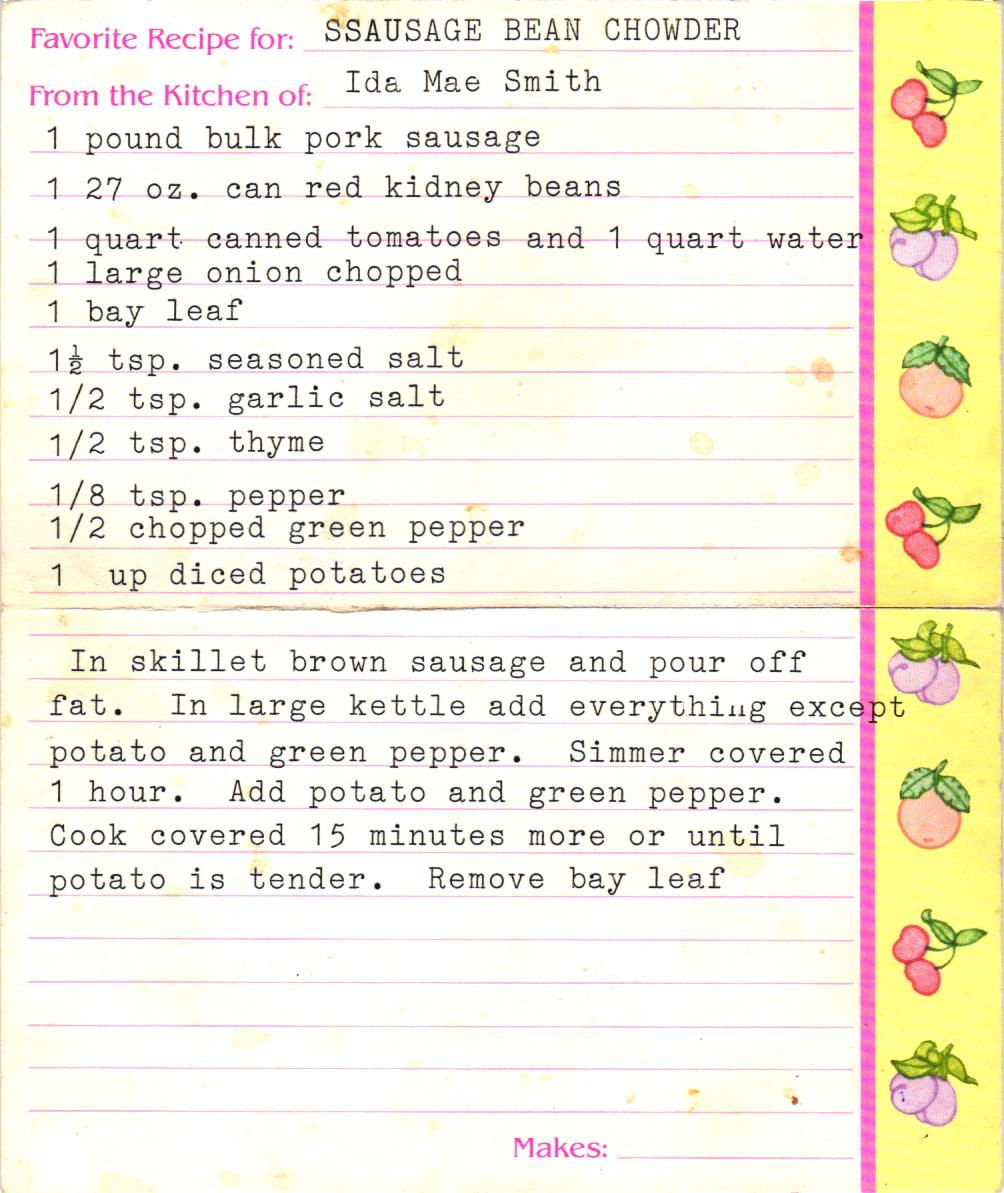 Favorite Recipe for: SSAUSAGE BEAN CHOWDER
From the Kitchen of: Ida Mae Smith
1 pound bulk pork sausage
1 27 oz. can red kidney beans
1 quart canned tomatoes and 1 quart water
1 large onion chopped
1 bay leaf
1½ tsp. seasoned salt
1/2 tsp. garlic salt
1/2 tsp. thyme
1/8 tsp. pepper
1/2 chopped green pepper
1  up diced potatoes
In skillet brown sausage and pour off
fat.  In large kettle add everything except
potato and green pepper.  Simmer covered
1 hour.  Add potato and green pepper.
Cook covered 15 minutes more or until
potato is tender.  Remove bay leaf
Makes: